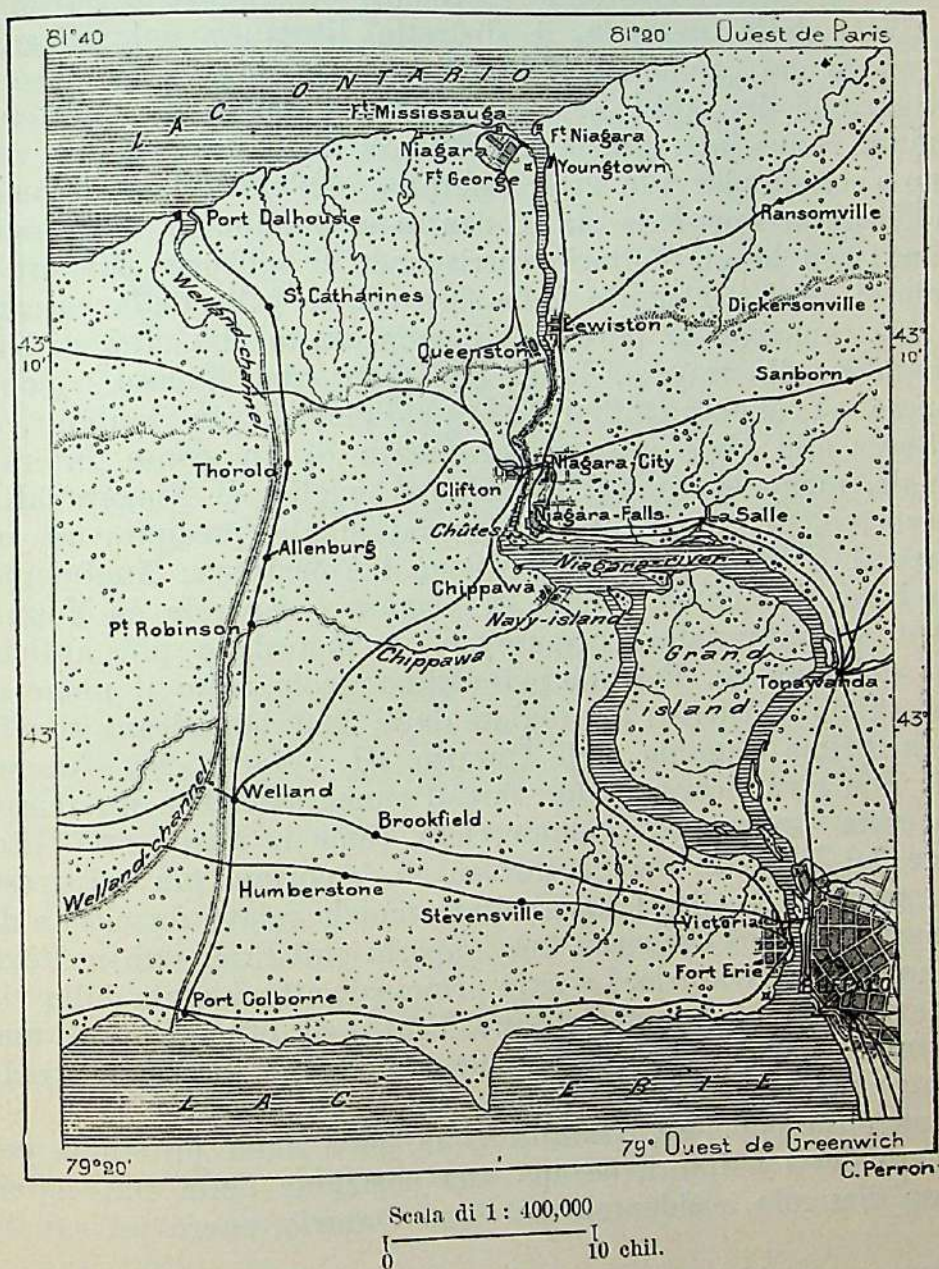 81°40 81°20' Ouest de Paris
LAC ONTARIO
Ft Mississauga
Niagara
Ft Niagara
Ft George
Youngtown
Port Dalhousie
Ransomville
Welland-channel
St Catharines
Dickersonville
Lewiston
43° 10' 43° 10'
Queenston
Sanborn
Thorold
Niagara-City
Clifton
Niagara-Falls
La Salle
Chûtes
Allenburg
Niagara-river
Chippawa
Navy-island
Pt Robinson
Chippawa
Grand
island
Tonawanda
43° 43°
Welland
Brookfield
Welland-channel
Humberstone
Stevensville
Victoria
Fort Erie
BUFFALO
Port Colborne
LAC ERIE
79°20' 79° Ouest de Greenwich
C. Perron
Scala di 1 : 400,000
0 10 chil.